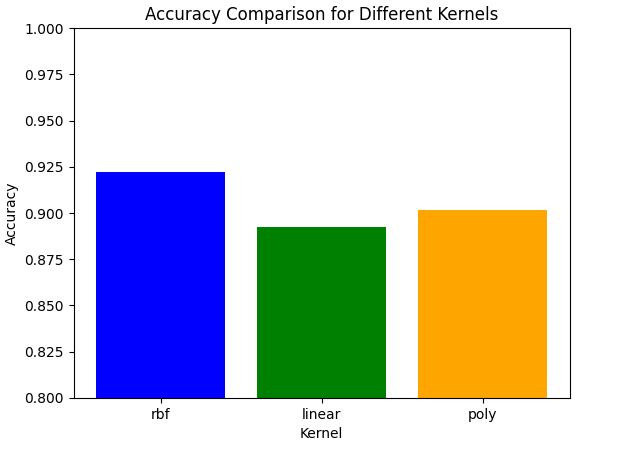 Accuracy Comparison for Different Kernels
1.000
0.975
0.950
0.925
0.900
0.875
0.850
0.825
0.800
Accuracy
rbf linear poly
Kernel